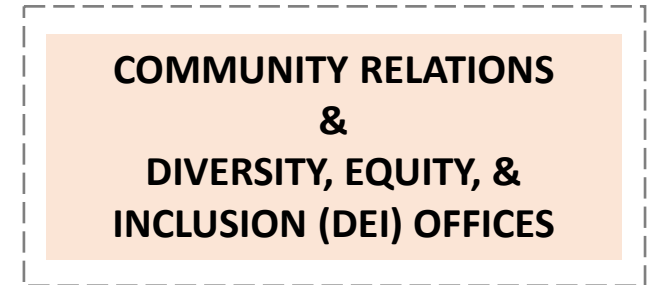 COMMUNITY RELATIONS
&
DIVERSITY, EQUITY, &
INCLUSION (DEI) OFFICES